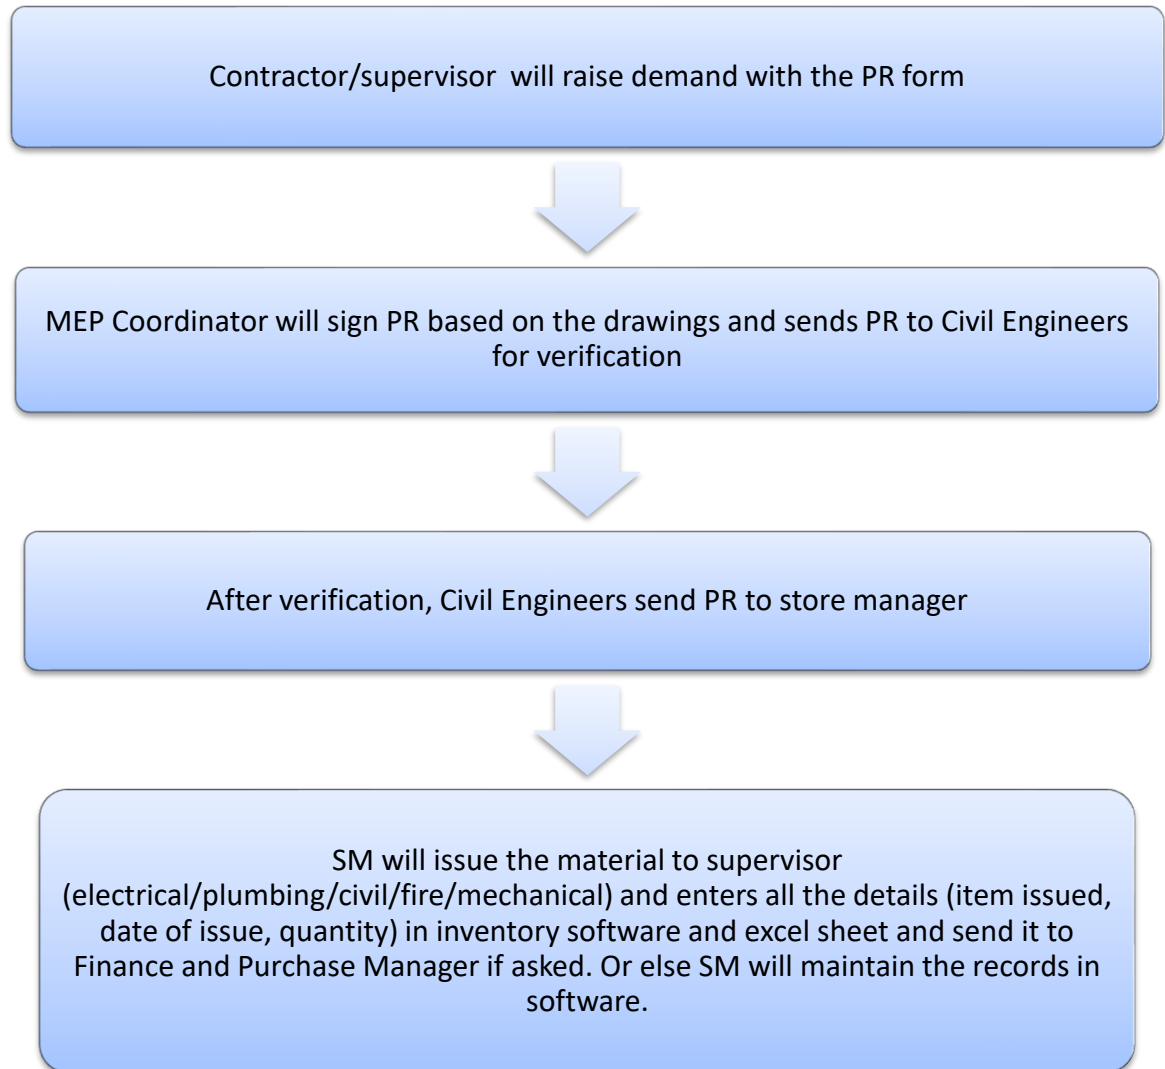 Contractor/supervisor  will raise demand with the PR form
MEP Coordinator will sign PR based on the drawings and sends PR to Civil Engineers
for verification
After verification, Civil Engineers send PR to store manager
SM will issue the material to supervisor
(electrical/plumbing/civil/fire/mechanical) and enters all the details (item issued,
date of issue, quantity) in inventory software and excel sheet and send it to
Finance and Purchase Manager if asked. Or else SM will maintain the records in
software.